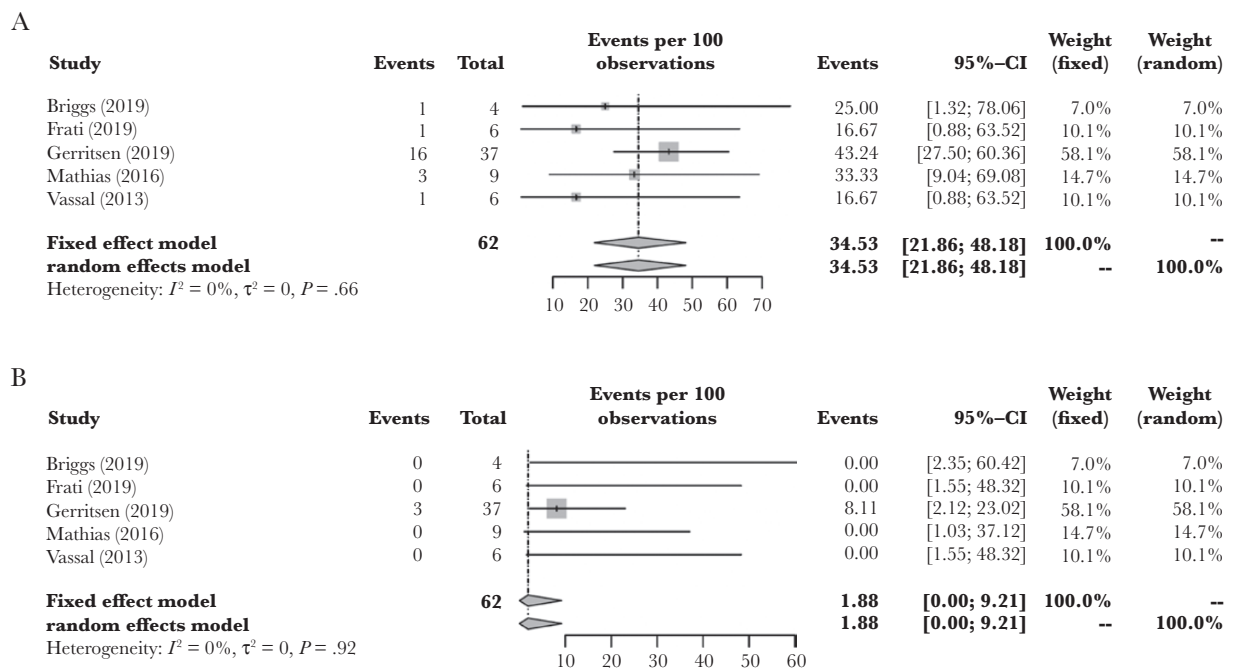 A
Events per 100 Weight Weight
Study Events Total observations Events 95%–CI (fixed) (random)
Briggs (2019) 1 4 25.00 [1.32; 78.06] 7.0% 7.0%
Frati (2019) 1 6 16.67 [0.88; 63.52] 10.1% 10.1%
Gerritsen (2019) 16 37 43.24 [27.50; 60.36] 58.1% 58.1%
Mathias (2016) 3 9 33.33 [9.04; 69.08] 14.7% 14.7%
Vassal (2013) 1 6 16.67 [0.88; 63.52] 10.1% 10.1%
Fixed effect model 62 34.53 [21.86; 48.18] 100.0% --
random effects model 34.53 [21.86; 48.18] -- 100.0%
Heterogeneity: I² = 0%, τ² = 0, P = .66
10 20 30 40 50 60 70
B
Events per 100 Weight Weight
Study Events Total observations Events 95%–CI (fixed) (random)
Briggs (2019) 0 4 0.00 [2.35; 60.42] 7.0% 7.0%
Frati (2019) 0 6 0.00 [1.55; 48.32] 10.1% 10.1%
Gerritsen (2019) 3 37 8.11 [2.12; 23.02] 58.1% 58.1%
Mathias (2016) 0 9 0.00 [1.03; 37.12] 14.7% 14.7%
Vassal (2013) 0 6 0.00 [1.55; 48.32] 10.1% 10.1%
Fixed effect model 62 1.88 [0.00; 9.21] 100.0% --
random effects model 1.88 [0.00; 9.21] -- 100.0%
Heterogeneity: I² = 0%, τ² = 0, P = .92
10 20 30 40 50 60